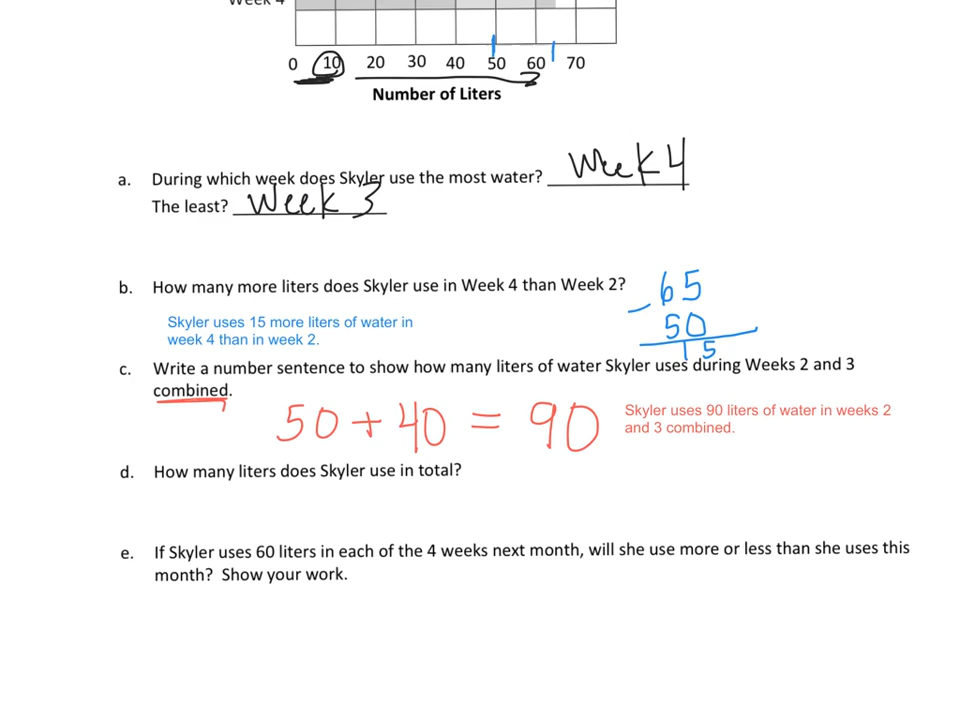 Week 4
0 10 20 30 40 50 60 70
Number of Liters
a. During which week does Skyler use the most water? Week 4
The least? Week 3
b. How many more liters does Skyler use in Week 4 than Week 2?
65
- 50
15
Skyler uses 15 more liters of water in
week 4 than in week 2.
c. Write a number sentence to show how many liters of water Skyler uses during Weeks 2 and 3
combined.
50 + 40 = 90
Skyler uses 90 liters of water in weeks 2
and 3 combined.
d. How many liters does Skyler use in total?
e. If Skyler uses 60 liters in each of the 4 weeks next month, will she use more or less than she uses this
month? Show your work.